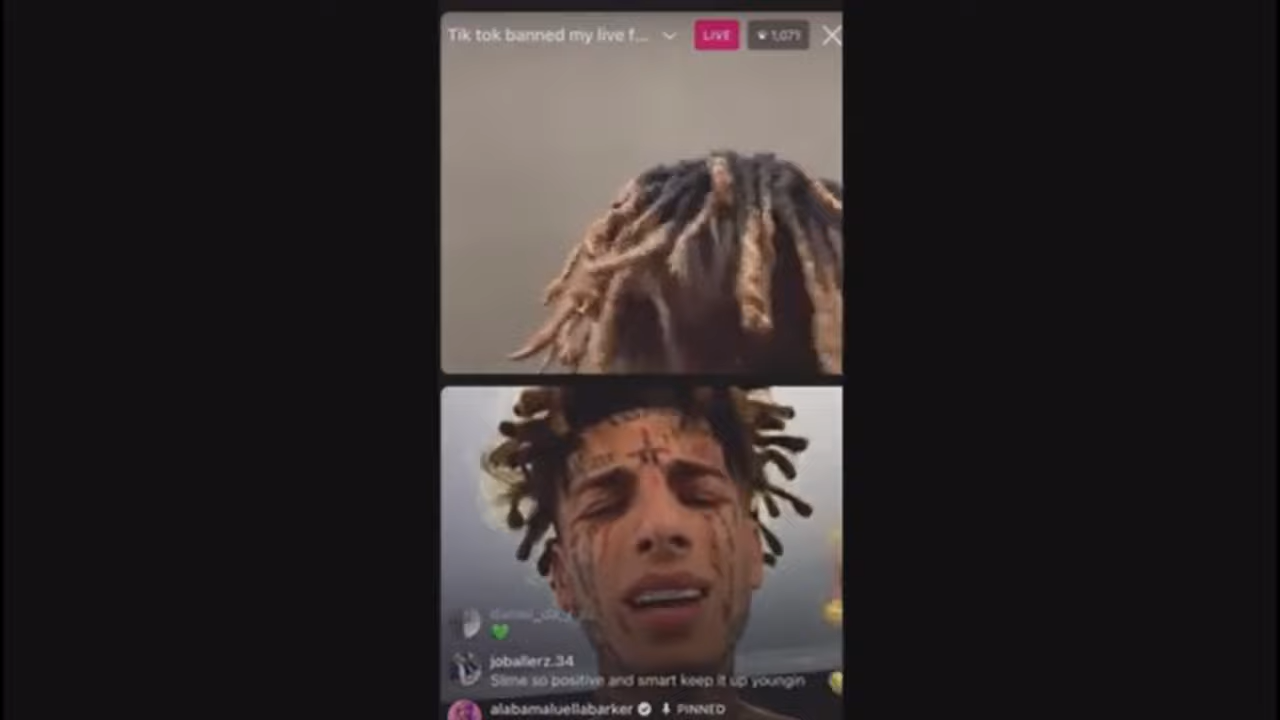 Tik tok banned my live f...
LIVE
1,071
joballerz.34
Slime so positive and smart keep it up youngin
alabamaluellabarker
PINNED